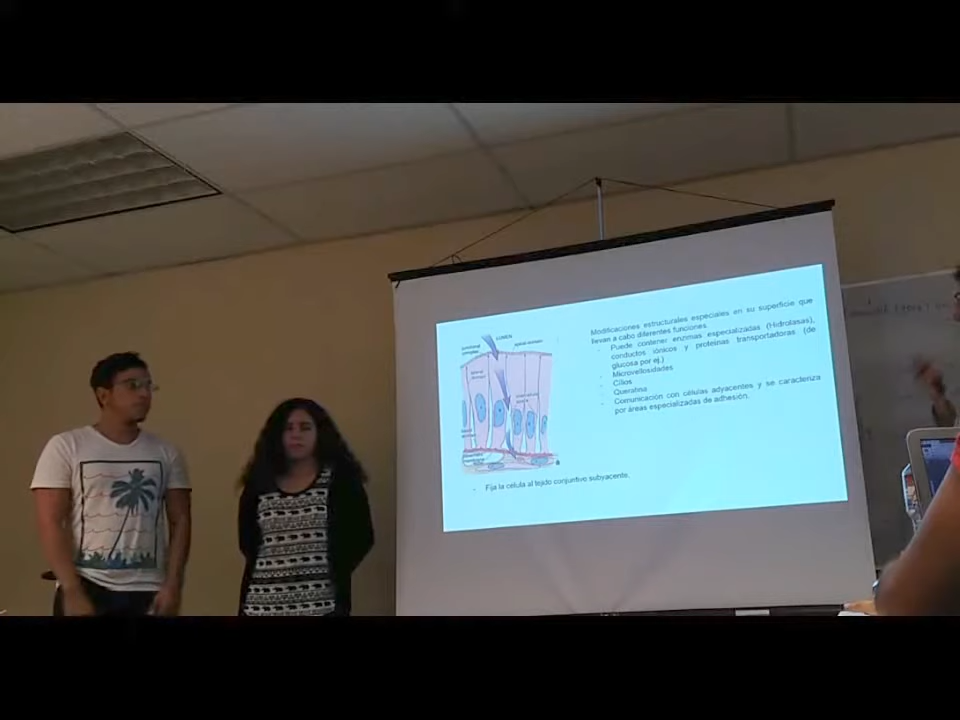 Modificaciones estructurales especiales en su superficie que
llevan a cabo diferentes funciones.
Puede contener enzimas especializadas (Hidrolasas),
conductos iónicos y proteínas transportadoras (de
glucosa por ej.)
Microvellosidades
Cilios
Queratina
Comunicación con células adyacentes y se caracteriza
por áreas especializadas de adhesión.
LUMEN
Fija la célula al tejido conjuntivo subyacente.